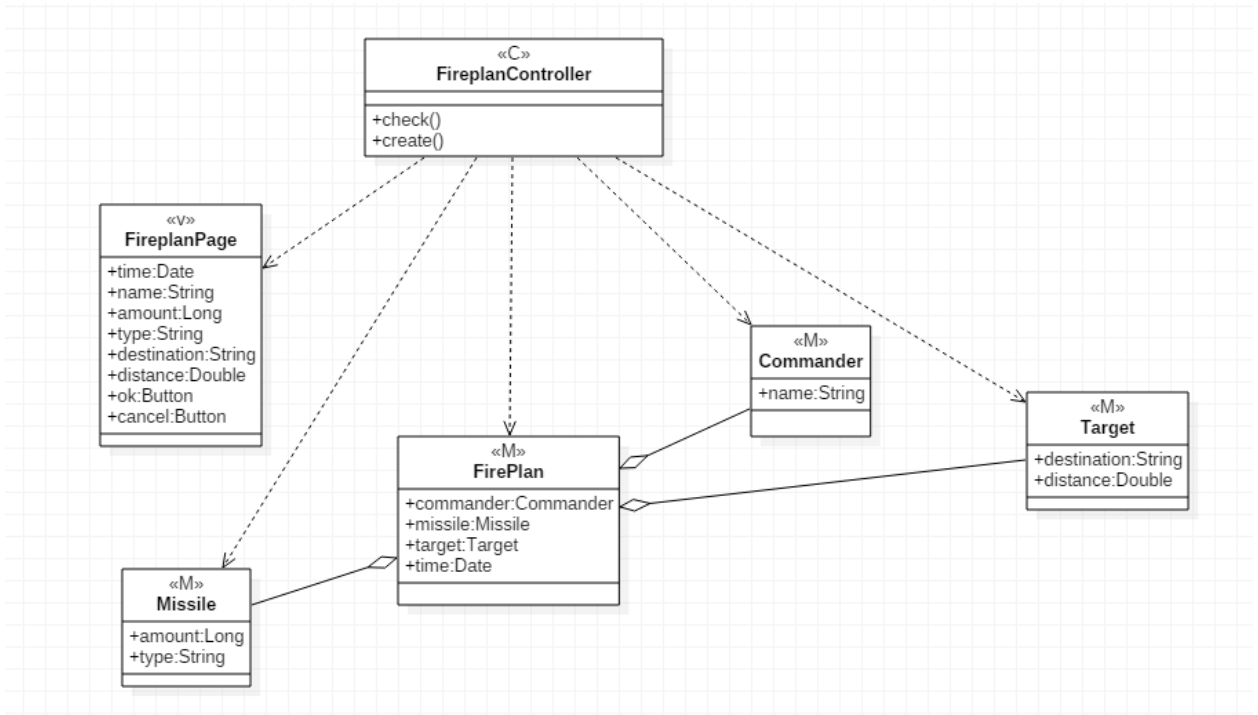 «C»
FireplanController
+check()
+create()
«v»
FireplanPage
+time:Date
+name:String
+amount:Long
+type:String
+destination:String
+distance:Double
+ok:Button
+cancel:Button
«M»
Commander
+name:String
«M»
Target
+destination:String
+distance:Double
«M»
FirePlan
+commander:Commander
+missile:Missile
+target:Target
+time:Date
«M»
Missile
+amount:Long
+type:String